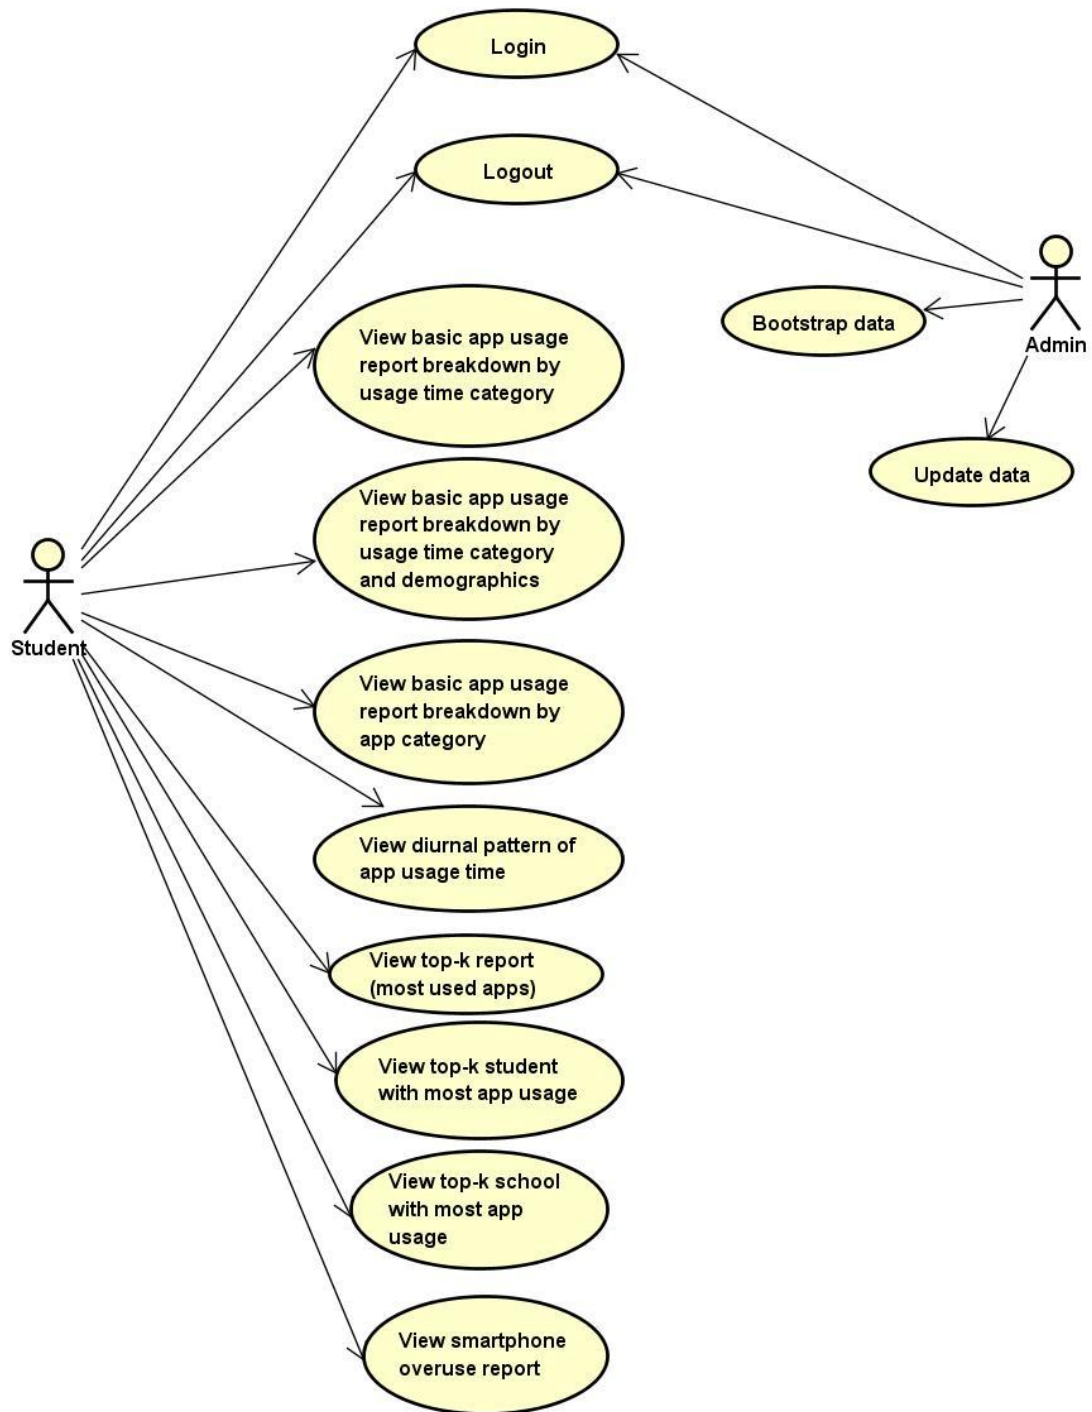 Login
Logout
Bootstrap data
Admin
Update data
View basic app usage
report breakdown by
usage time category
View basic app usage
report breakdown by
usage time category
and demographics
Student
View basic app usage
report breakdown by
app category
View diurnal pattern of
app usage time
View top-k report
(most used apps)
View top-k student
with most app usage
View top-k school
with most app
usage
View smartphone
overuse report